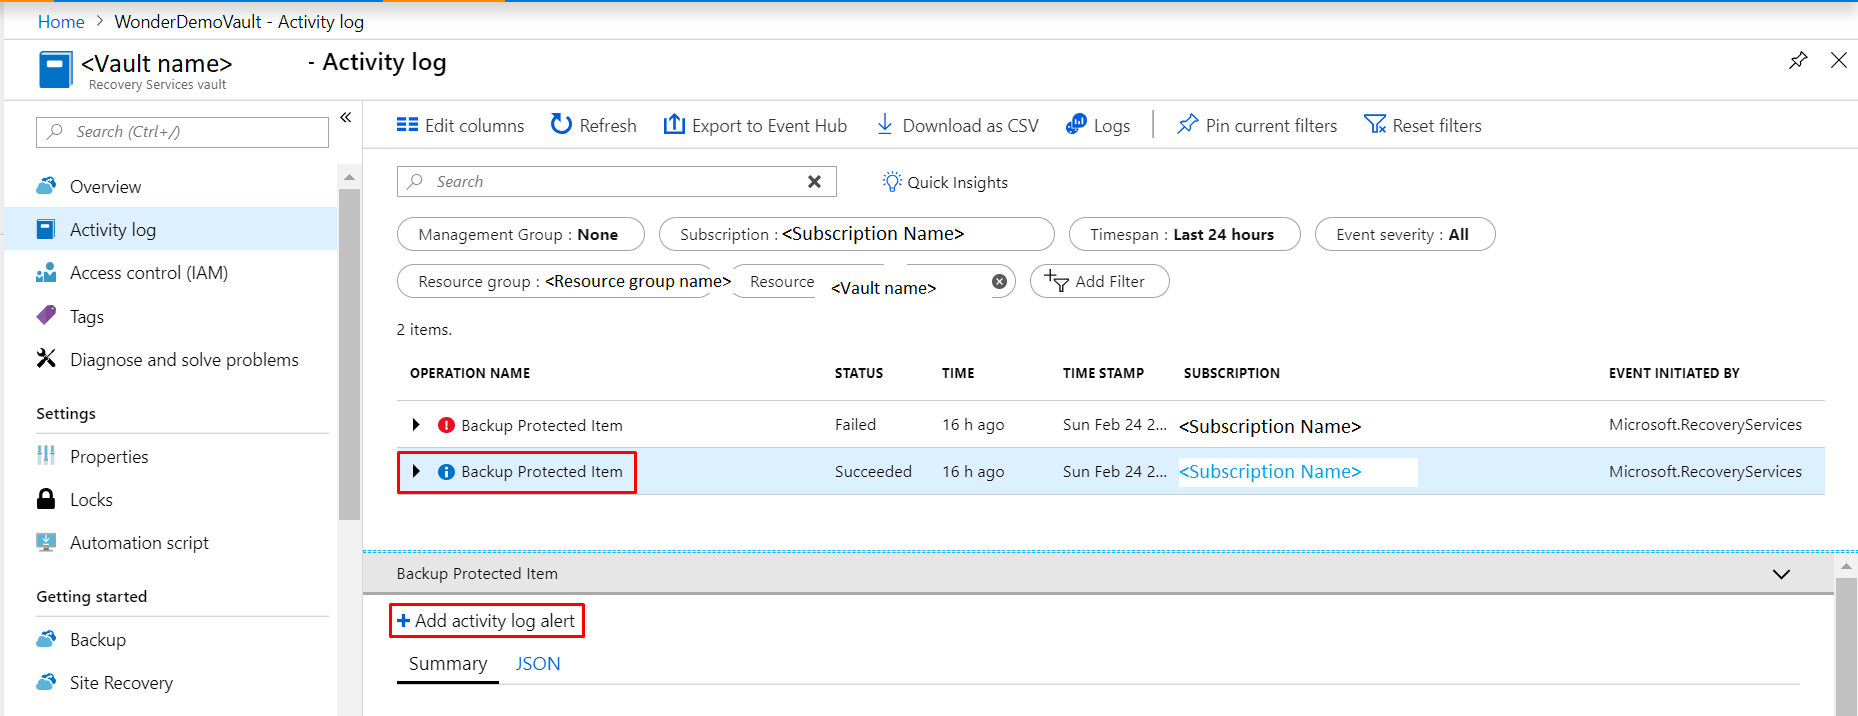 Home > WonderDemoVault - Activity log
<Vault name> - Activity log
Recovery Services vault
Search (Ctrl+/)
«
Overview
Activity log
Access control (IAM)
Tags
Diagnose and solve problems
Settings
Properties
Locks
Automation script
Getting started
Backup
Site Recovery
Edit columns Refresh Export to Event Hub Download as CSV Logs Pin current filters Reset filters
Search Quick Insights
Management Group : None Subscription : <Subscription Name> Timespan : Last 24 hours Event severity : All
Resource group : <Resource group name> Resource <Vault name> Add Filter
2 items.
OPERATION NAME STATUS TIME TIME STAMP SUBSCRIPTION EVENT INITIATED BY
Backup Protected Item Failed 16 h ago Sun Feb 24 2... <Subscription Name> Microsoft.RecoveryServices
Backup Protected Item Succeeded 16 h ago Sun Feb 24 2... <Subscription Name> Microsoft.RecoveryServices
Backup Protected Item
+ Add activity log alert
Summary JSON